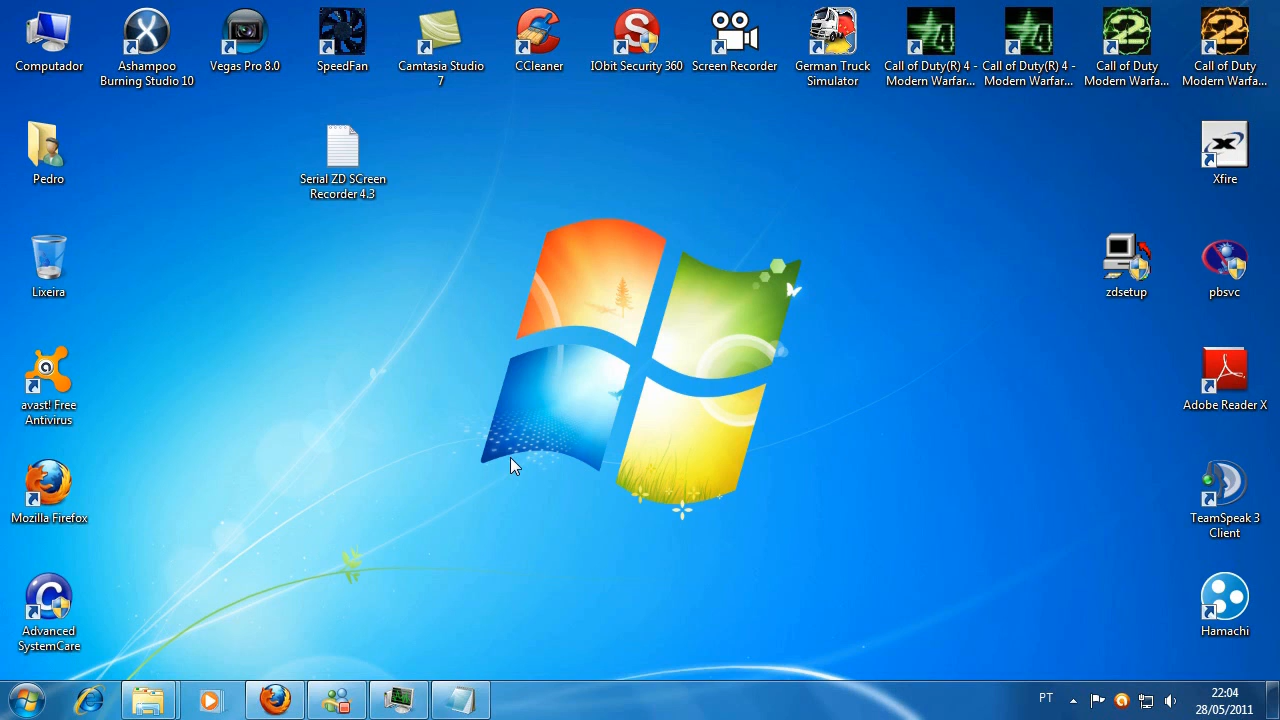 Computador
Ashampoo
Burning Studio 10
Vegas Pro 8.0
SpeedFan
Camtasia Studio
7
CCleaner
IObit Security 360
Screen Recorder
German Truck
Simulator
Call of Duty(R) 4 -
Modern Warfar...
Call of Duty(R) 4 -
Modern Warfar...
Call of Duty
Modern Warfa...
Call of Duty
Modern Warfa...
Pedro
Serial ZD SCreen
Recorder 4.3
Xfire
Lixeira
zdsetup
pbsvc
avast! Free
Antivirus
Adobe Reader X
Mozilla Firefox
TeamSpeak 3
Client
Advanced
SystemCare
Hamachi
PT
22:04
28/05/2011